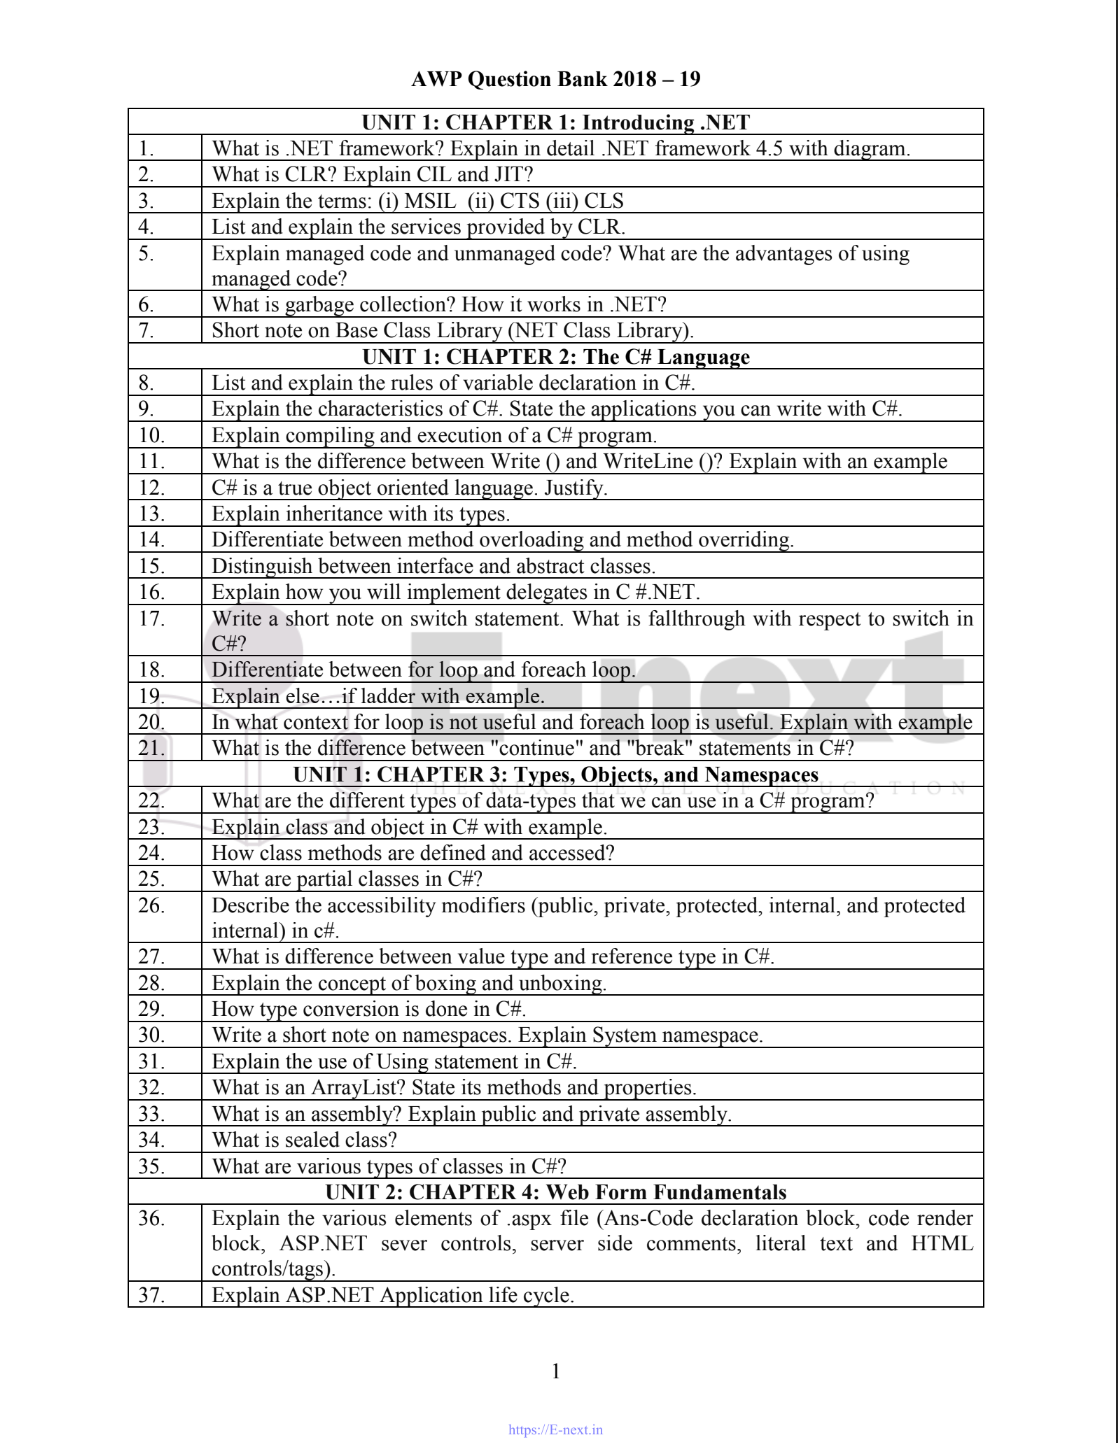 AWP Question Bank 2018 – 19
UNIT 1: CHAPTER 1: Introducing .NET
1. What is .NET framework? Explain in detail .NET framework 4.5 with diagram.
2. What is CLR? Explain CIL and JIT?
3. Explain the terms: (i) MSIL (ii) CTS (iii) CLS
4. List and explain the services provided by CLR.
5. Explain managed code and unmanaged code? What are the advantages of using
managed code?
6. What is garbage collection? How it works in .NET?
7. Short note on Base Class Library (NET Class Library).
UNIT 1: CHAPTER 2: The C# Language
8. List and explain the rules of variable declaration in C#.
9. Explain the characteristics of C#. State the applications you can write with C#.
10. Explain compiling and execution of a C# program.
11. What is the difference between Write () and WriteLine ()? Explain with an example
12. C# is a true object oriented language. Justify.
13. Explain inheritance with its types.
14. Differentiate between method overloading and method overriding.
15. Distinguish between interface and abstract classes.
16. Explain how you will implement delegates in C #.NET.
17. Write a short note on switch statement. What is fallthrough with respect to switch in
C#?
18. Differentiate between for loop and foreach loop.
19. Explain else…if ladder with example.
20. In what context for loop is not useful and foreach loop is useful. Explain with example
21. What is the difference between "continue" and "break" statements in C#?
E-next
UNIT 1: CHAPTER 3: Types, Objects, and Namespaces
THE NEXT LEVEL OF EDUCATION
22. What are the different types of data-types that we can use in a C# program?
23. Explain class and object in C# with example.
24. How class methods are defined and accessed?
25. What are partial classes in C#?
26. Describe the accessibility modifiers (public, private, protected, internal, and protected
internal) in c#.
27. What is difference between value type and reference type in C#.
28. Explain the concept of boxing and unboxing.
29. How type conversion is done in C#.
30. Write a short note on namespaces. Explain System namespace.
31. Explain the use of Using statement in C#.
32. What is an ArrayList? State its methods and properties.
33. What is an assembly? Explain public and private assembly.
34. What is sealed class?
35. What are various types of classes in C#?
UNIT 2: CHAPTER 4: Web Form Fundamentals
36. Explain the various elements of .aspx file (Ans-Code declaration block, code render
block, ASP.NET sever controls, server side comments, literal text and HTML
controls/tags).
37. Explain ASP.NET Application life cycle.
1
https://E-next.in